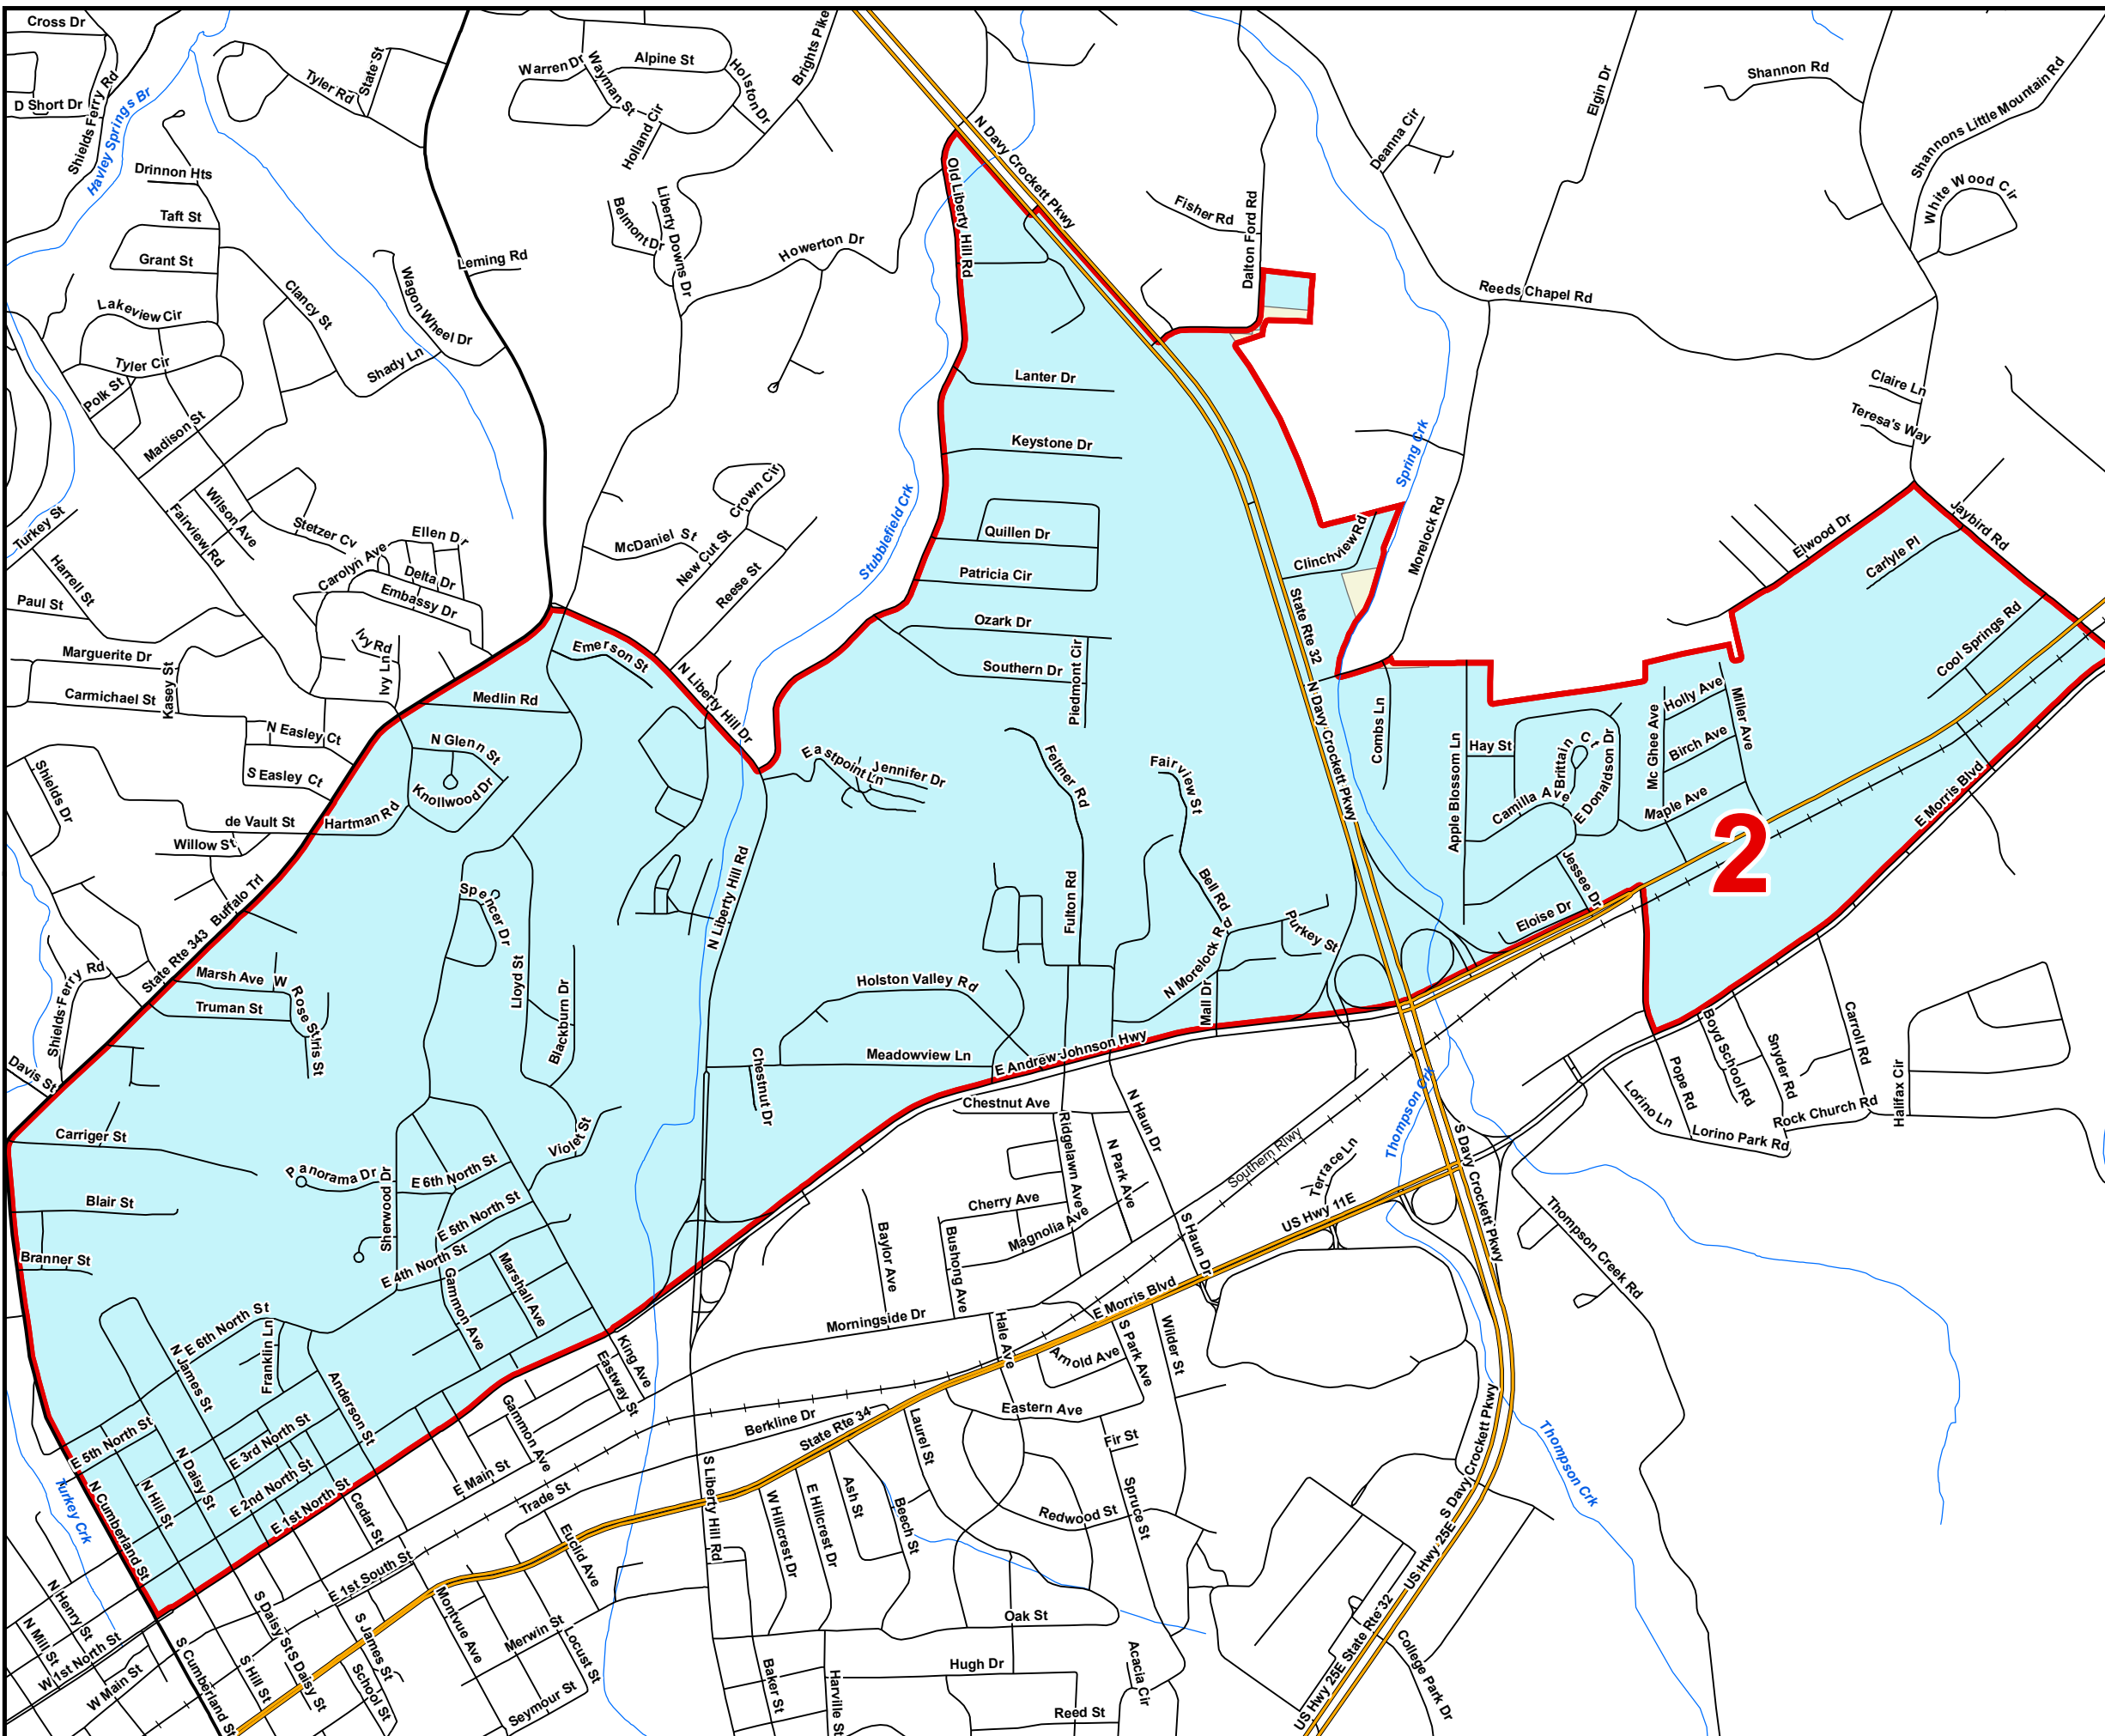 Cross Dr
D Short Dr
Shields Ferry Rd
Havley Springs Br
Tyler Rd
State St
Warren Dr
Wayman St
Alpine St
Holston Dr
Holland Cir
Brights Pike
N Davy Crockett Pkwy
Old Liberty Hill Rd
Fisher Rd
Dalton Ford Rd
Deanna Cir
Elgin Dr
Shannon Rd
Shannons Little Mountain Rd
White Wood Cir
Reeds Chapel Rd
Drinnon Hts
Taft St
Grant St
Lakeview Cir
Tyler Cir
Polk St
Madison St
Clancy St
Shady Ln
Wagon Wheel Dr
Leming Rd
Belmont Dr
Liberty Downs Dr
Howerton Dr
Lanter Dr
Keystone Dr
Quillen Dr
Patricia Cir
Ozark Dr
Southern Dr
Piedmont Cir
Claire Ln
Teresa's Way
Spring Crk
Morelock Rd
Clinchview Rd
State Rte 32
Elwood Dr
Jaybird Rd
Carlyle Pl
Cool Springs Rd
Turkey St
Harrell St
Paul St
Fairview Rd
Wilson Ave
Stetzer Cv
Carolyn Ave
Ellen Dr
Delta Dr
Embassy Dr
Ivy Rd
Ivy Ln
Marguerite Dr
Carmichael St
Kasey St
N Easley Ct
S Easley Ct
Medlin Rd
N Glenn St
Knollwood Dr
Hartman Rd
de Vault St
Willow St
Shields Dr
McDaniel St
New Cut St
Crown Cir
Reese St
Stubblefield Crk
Emerson St
N Liberty Hill Dr
Eastpoint Ln
Jennifer Dr
Feltner Rd
Fairview St
N Davy Crockett Pkwy
Combs Ln
Apple Blossom Ln
Hay St
Brittain Ct
Camilla Ave
E Donaldson Dr
Mc Ghee Ave
Holly Ave
Birch Ave
Maple Ave
Miller Ave
Jessee Dr
Eloise Dr
E Morris Blvd
2
State Rte 343
Buffalo Trl
Shields Ferry Rd
Davis St
Marsh Ave W
Truman St
Rose St
Iris St
Spencer Dr
Lloyd St
Blackburn Dr
N Liberty Hill Rd
Fulton Rd
Bell Rd
N Morelock Rd
Mall Dr
Purkey St
Holston Valley Rd
Meadowview Ln
Chestnut Dr
E Andrew Johnson Hwy
Chestnut Ave
Ridgelawn Ave
N Park Ave
N Haun Dr
Cherry Ave
Magnolia Ave
Bushong Ave
Baylor Ave
Southern Rlwy
Terrace Ln
Thompson Crk
US Hwy 11E
S Haun Dr
S Davy Crockett Pkwy
Thompson Creek Rd
Lorino Ln
Lorino Park Rd
Pope Rd
Boyd School Rd
Snyder Rd
Rock Church Rd
Carroll Rd
Halifax Cir
Carriger St
Blair St
Branner St
Panorama Dr
Sherwood Dr
E 6th North St
Violet St
E 5th North St
E 4th North St
Gammon Ave
Marshall Ave
E 6th North St
N James St
Franklin Ln
Anderson St
E 5th North St
N Cumberland St
N Hill St
N Daisy St
E 3rd North St
E 2nd North St
E 1st North St
Cedar St
Turkey Crk
King Ave
Eastway St
Gammon Ave
E Main St
Trade St
E 1st South St
Morningside Dr
Berkline Dr
State Rte 34
E Morris Blvd
Hale Ave
Arnold Ave
S Park Ave
Wilder St
Eastern Ave
Laurel St
Fir St
Spruce St
Redwood St
Beech St
Ash St
E Hillcrest Dr
W Hillcrest Dr
S Liberty Hill Rd
Euclid Ave
Montvue Ave
Merwin St
Locust St
Seymour St
S Daisy St
S Daisy St
S James St
School St
S Hill St
S Cumberland St
N Henry St
N Mill St
W 1st North St
W Main St
Baker St
Harville St
Hugh Dr
Oak St
Reed St
Acacia Cir
S Davy Crockett Pkwy
S Davy Crockett Pkwy
US Hwy 25E
US Hwy 25E State Rte 32
College Park Dr
Thompson Crk